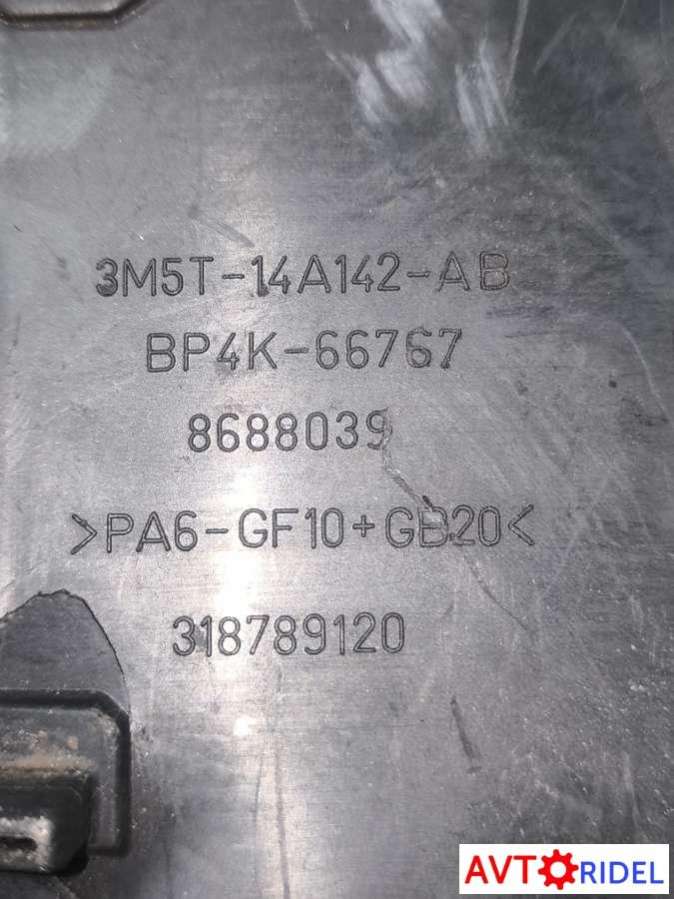 3M5T-14A142-AB
BP4K-66767
8688039
>PA6-GF10+GB20<
318789120
AVTORIDEL